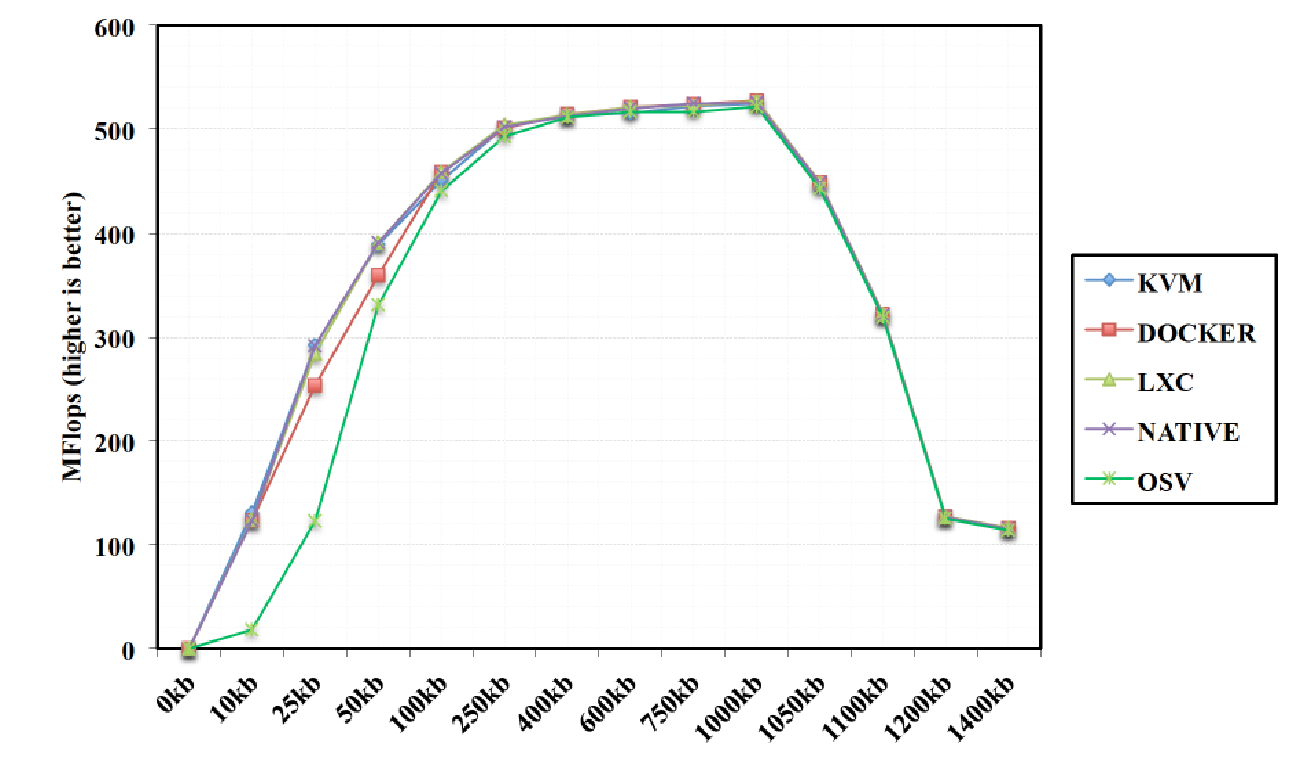 600
500
400
300
200
100
0
MFlops (higher is better)
0kb
10kb
25kb
50kb
100kb
250kb
400kb
600kb
750kb
1000kb
1050kb
1100kb
1200kb
1400kb
KVM
DOCKER
LXC
NATIVE
OSV